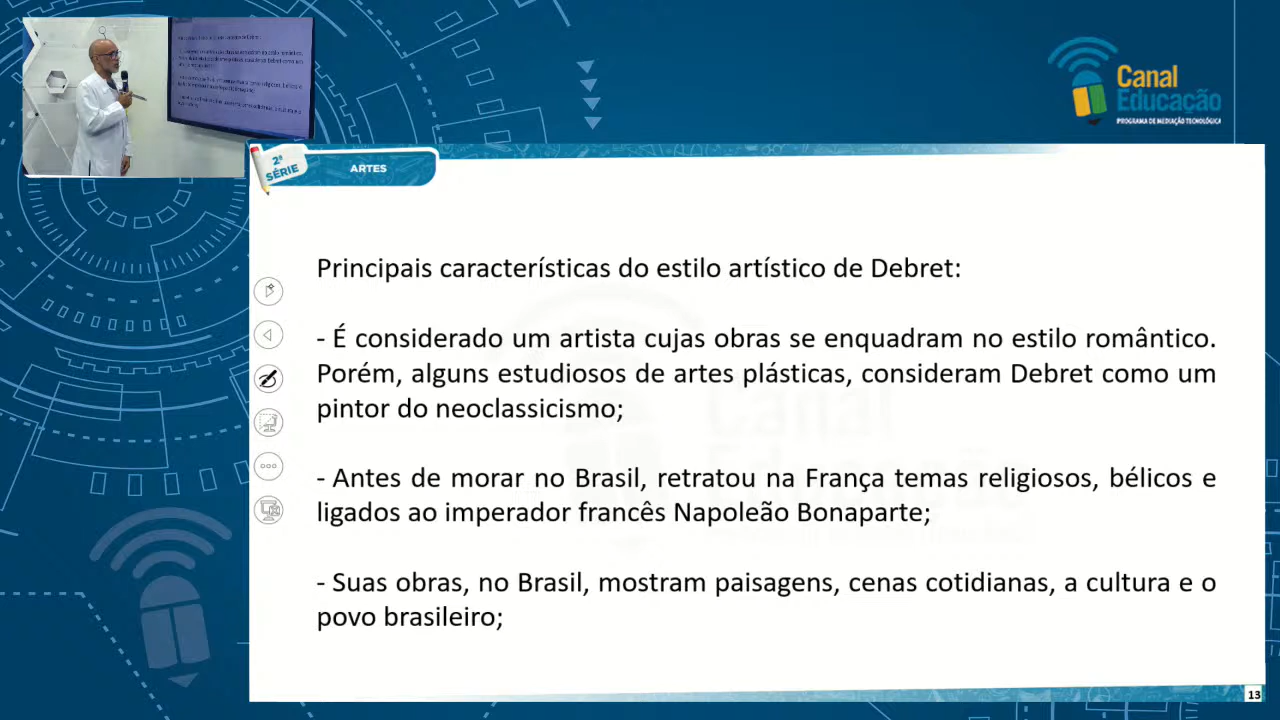 Canal
Educação
PROGRAMA DE MEDIAÇÃO TECNOLÓGICA
2ª
SÉRIE
ARTES
Principais características do estilo artístico de Debret:
- É considerado um artista cujas obras se enquadram no estilo romântico.
Porém, alguns estudiosos de artes plásticas, consideram Debret como um
pintor do neoclassicismo;
- Antes de morar no Brasil, retratou na França temas religiosos, bélicos e
ligados ao imperador francês Napoleão Bonaparte;
- Suas obras, no Brasil, mostram paisagens, cenas cotidianas, a cultura e o
povo brasileiro;
13